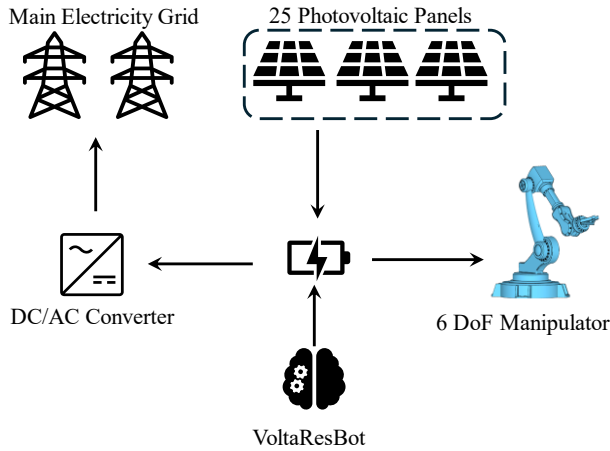 Main Electricity Grid
25 Photovoltaic Panels
DC/AC Converter
6 DoF Manipulator
VoltaResBot